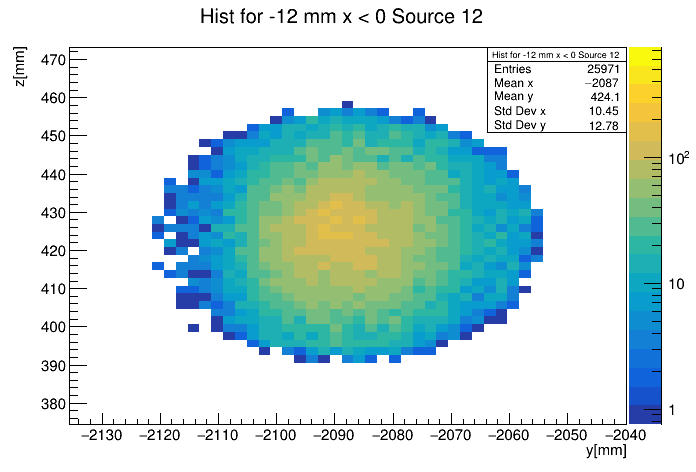 Hist for -12 mm x < 0 Source 12
z[mm]
Hist for -12 mm x < 0 Source 12
Entries 25971
Mean x −2087
Mean y 424.1
Std Dev x 10.45
Std Dev y 12.78
470
460
450
440
430
420
410
400
390
380
10²
10
1
−2130 −2120 −2110 −2100 −2090 −2080 −2070 −2060 −2050 −2040
y[mm]